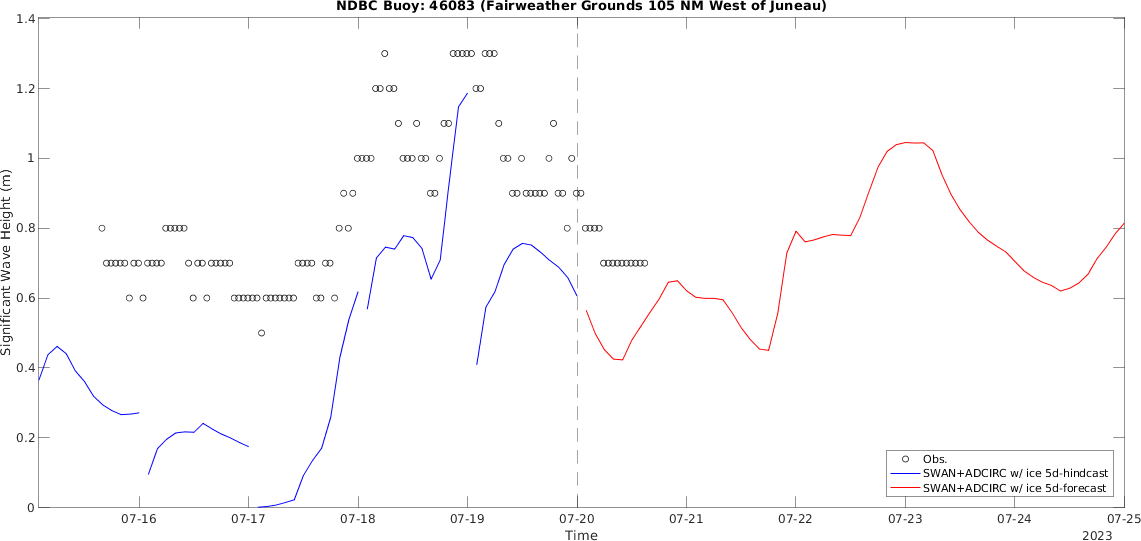 NDBC Buoy: 46083 (Fairweather Grounds 105 NM West of Juneau)
1.4
1.2
1
0.8
0.6
0.4
0.2
0
Significant Wave Height (m)
Obs.
SWAN+ADCIRC w/ ice 5d-hindcast
SWAN+ADCIRC w/ ice 5d-forecast
07-16 07-17 07-18 07-19 07-20 07-21 07-22 07-23 07-24 07-25
Time
2023